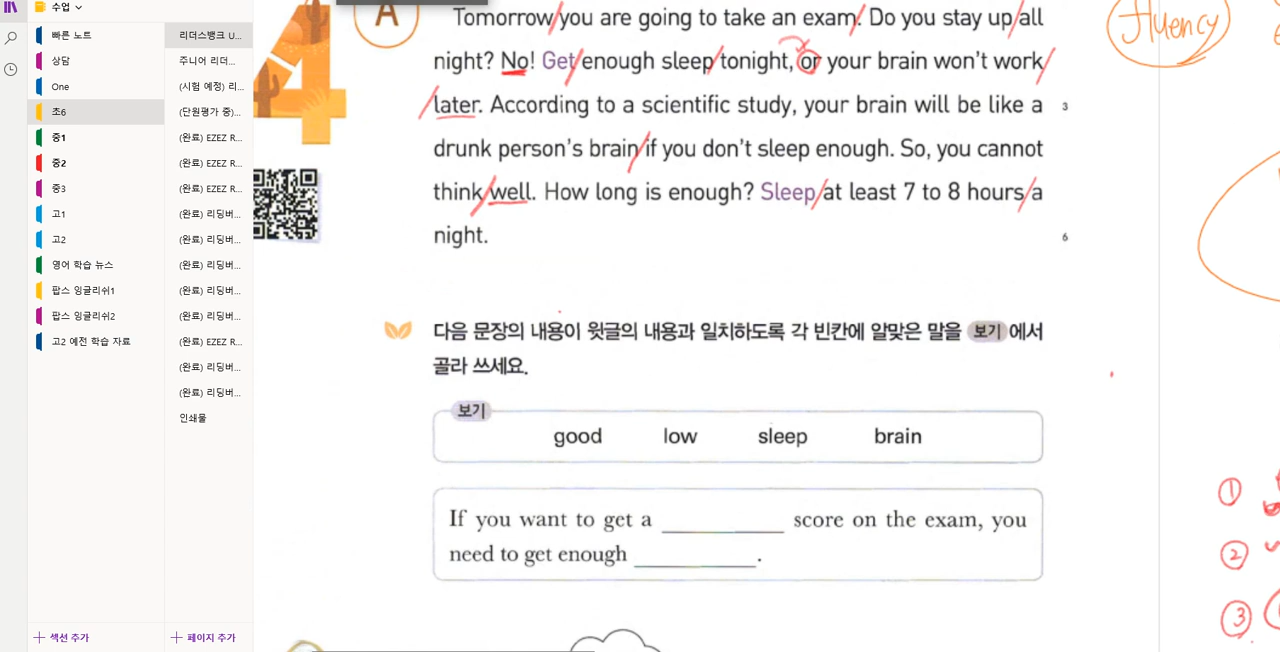 수업
빠른 노트
상담
One
초6
중1
중2
중3
고1
고2
영어 학습 뉴스
팝스 잉글리쉬1
팝스 잉글리쉬2
고2 예전 학습 자료
섹션 추가
리더스뱅크 U...
주니어 리더...
(시험 예정) 리...
(단원평가 중)...
(완료) EZEZ R...
(완료) EZEZ R...
(완료) EZEZ R...
(완료) 리딩버...
(완료) 리딩버...
(완료) 리딩버...
(완료) 리딩버...
(완료) 리딩버...
(완료) EZEZ R...
(완료) 리딩버...
(완료) 리딩버...
인쇄물
페이지 추가
4
A
Tomorrow you are going to take an exam. Do you stay up all
night? No! Get enough sleep tonight, or your brain won't work
later. According to a scientific study, your brain will be like a 3
drunk person's brain if you don't sleep enough. So, you cannot
think well. How long is enough? Sleep at least 7 to 8 hours a
night. 6
다음 문장의 내용이 윗글의 내용과 일치하도록 각 빈칸에 알맞은 말을 보기 에서
골라 쓰세요.
보기
good low sleep brain
If you want to get a ____ score on the exam, you
need to get enough ____.
fluency
①
②
③